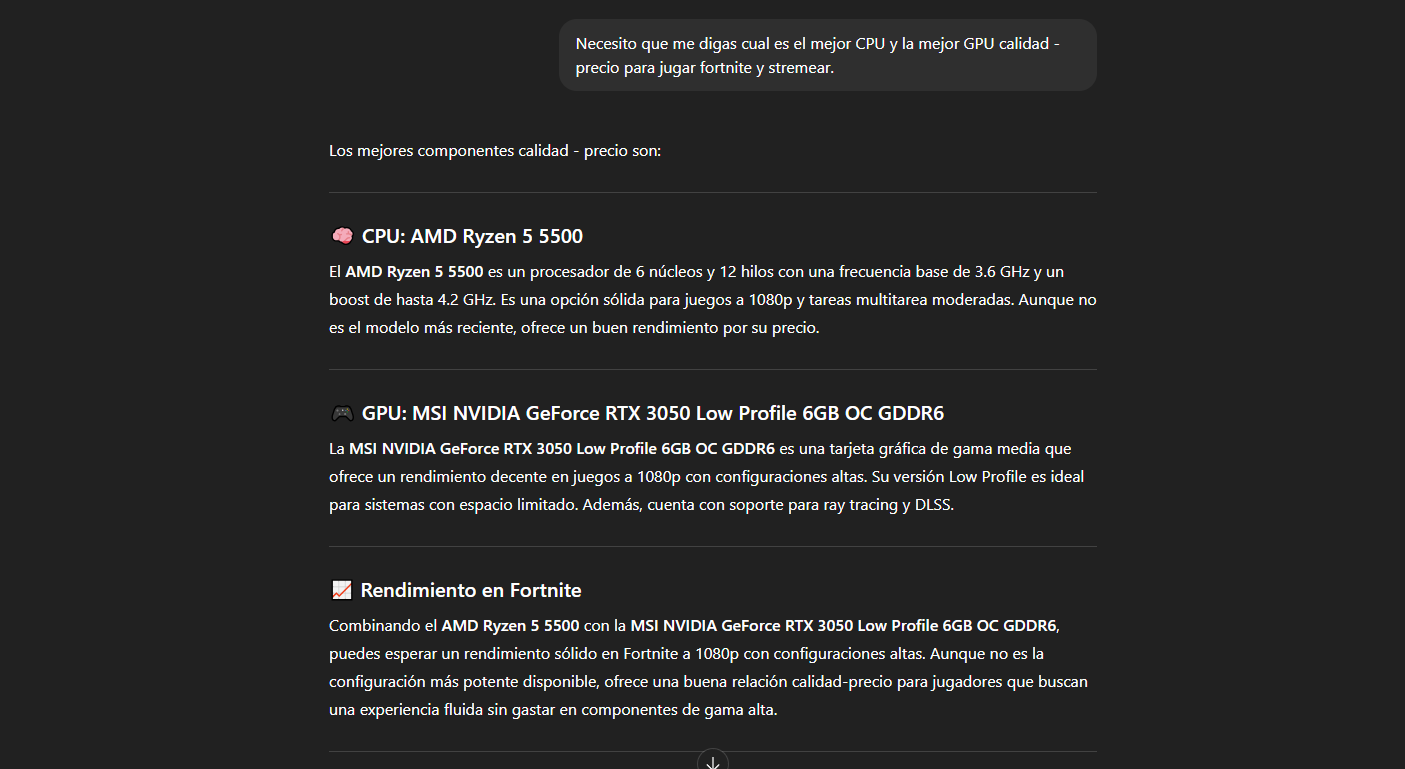 Necesito que me digas cual es el mejor CPU y la mejor GPU calidad -
precio para jugar fortnite y stremear.
Los mejores componentes calidad - precio son:
🧠 CPU: AMD Ryzen 5 5500
El AMD Ryzen 5 5500 es un procesador de 6 núcleos y 12 hilos con una frecuencia base de 3.6 GHz y un
boost de hasta 4.2 GHz. Es una opción sólida para juegos a 1080p y tareas multitarea moderadas. Aunque no
es el modelo más reciente, ofrece un buen rendimiento por su precio.
🎮 GPU: MSI NVIDIA GeForce RTX 3050 Low Profile 6GB OC GDDR6
La MSI NVIDIA GeForce RTX 3050 Low Profile 6GB OC GDDR6 es una tarjeta gráfica de gama media que
ofrece un rendimiento decente en juegos a 1080p con configuraciones altas. Su versión Low Profile es ideal
para sistemas con espacio limitado. Además, cuenta con soporte para ray tracing y DLSS.
📈 Rendimiento en Fortnite
Combinando el AMD Ryzen 5 5500 con la MSI NVIDIA GeForce RTX 3050 Low Profile 6GB OC GDDR6,
puedes esperar un rendimiento sólido en Fortnite a 1080p con configuraciones altas. Aunque no es la
configuración más potente disponible, ofrece una buena relación calidad-precio para jugadores que buscan
una experiencia fluida sin gastar en componentes de gama alta.